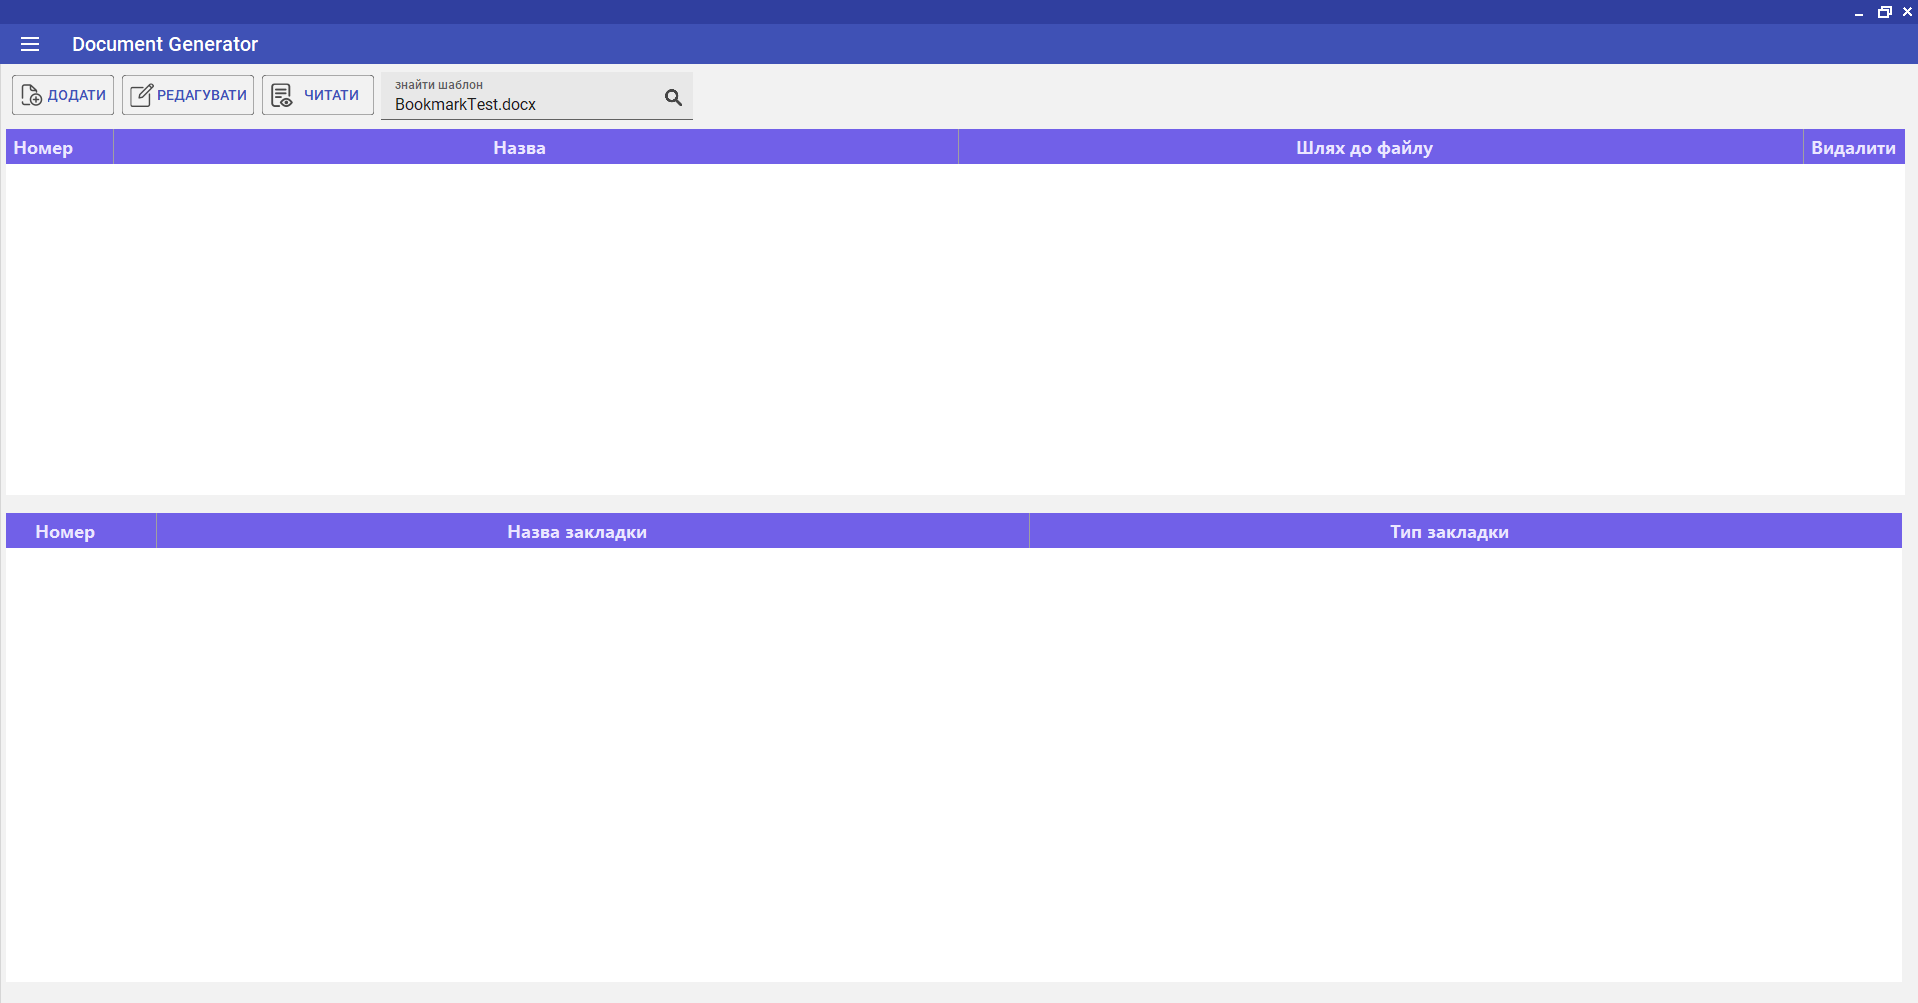 Document Generator
ДОДАТИ РЕДАГУВАТИ ЧИТАТИ
знайти шаблон
BookmarkTest.docx
Номер Назва Шлях до файлу Видалити
Номер Назва закладки Тип закладки